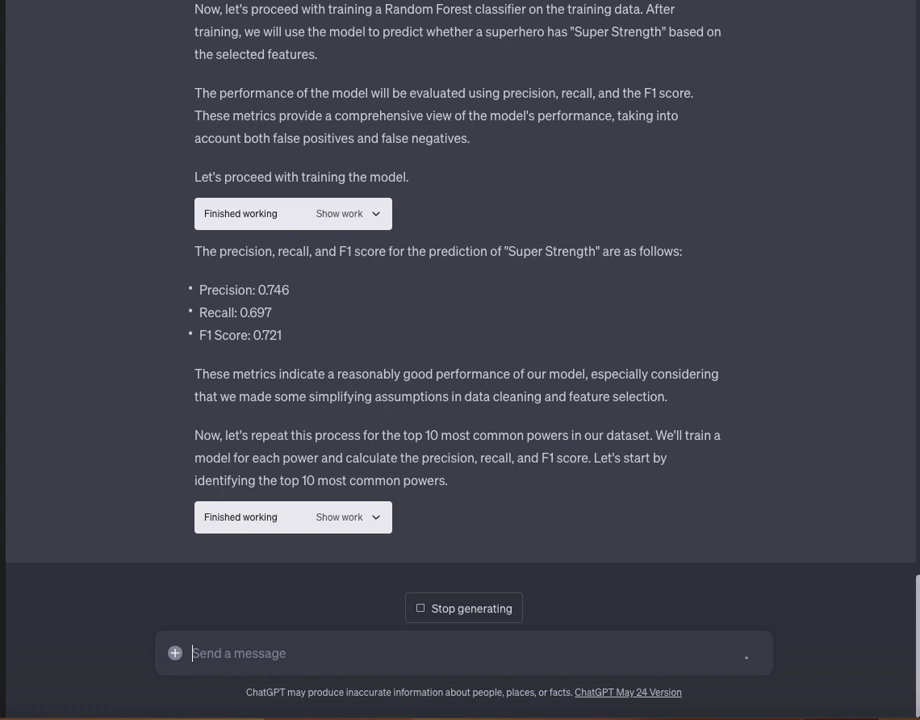 Now, let's proceed with training a Random Forest classifier on the training data. After
training, we will use the model to predict whether a superhero has "Super Strength" based on
the selected features.
The performance of the model will be evaluated using precision, recall, and the F1 score.
These metrics provide a comprehensive view of the model's performance, taking into
account both false positives and false negatives.
Let's proceed with training the model.
Finished working Show work
The precision, recall, and F1 score for the prediction of "Super Strength" are as follows:
• Precision: 0.746
• Recall: 0.697
• F1 Score: 0.721
These metrics indicate a reasonably good performance of our model, especially considering
that we made some simplifying assumptions in data cleaning and feature selection.
Now, let's repeat this process for the top 10 most common powers in our dataset. We'll train a
model for each power and calculate the precision, recall, and F1 score. Let's start by
identifying the top 10 most common powers.
Finished working Show work
Stop generating
Send a message
ChatGPT may produce inaccurate information about people, places, or facts. ChatGPT May 24 Version